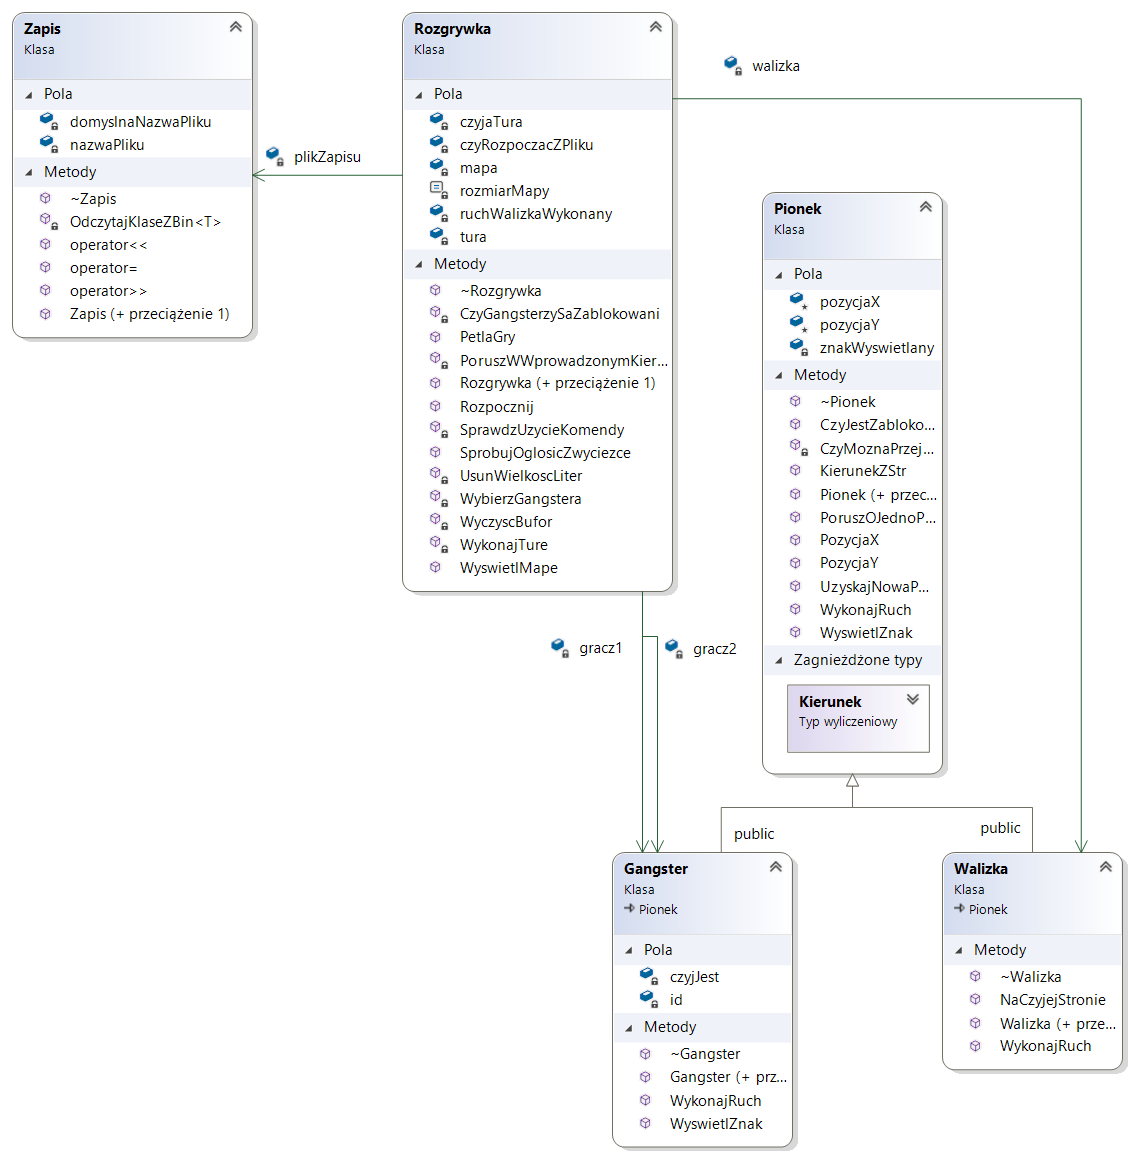 Zapis
Klasa
Pola
domyslnaNazwaPliku
nazwaPliku
Metody
~Zapis
OdczytajKlaseZBin<T>
operator<<
operator=
operator>>
Zapis (+ przeciążenie 1)
plikZapisu
Rozgrywka
Klasa
Pola
czyjaTura
czyRozpoczacZPliku
mapa
rozmiarMapy
ruchWalizkaWykonany
tura
Metody
~Rozgrywka
CzyGangsterzySaZablokowani
PetlaGry
PoruszWWprowadzonymKier...
Rozgrywka (+ przeciążenie 1)
Rozpocznij
SprawdzUzycieKomendy
SprobujOglosicZwyciezce
UsunWielkoscLiter
WybierzGangstera
WyczyscBufor
WykonajTure
WyswietlMape
walizka
Pionek
Klasa
Pola
pozycjaX
pozycjaY
znakWyswietlany
Metody
~Pionek
CzyJestZabloko...
CzyMoznaPrzej...
KierunekZStr
Pionek (+ przec...
PoruszOJednoP...
PozycjaX
PozycjaY
UzyskajNowaP...
WykonajRuch
WyswietlZnak
Zagnieżdżone typy
Kierunek
Typ wyliczeniowy
gracz1
gracz2
public
public
Gangster
Klasa
Pionek
Pola
czyjJest
id
Metody
~Gangster
Gangster (+ prz...
WykonajRuch
WyswietlZnak
Walizka
Klasa
Pionek
Metody
~Walizka
NaCzyjejStronie
Walizka (+ prze...
WykonajRuch